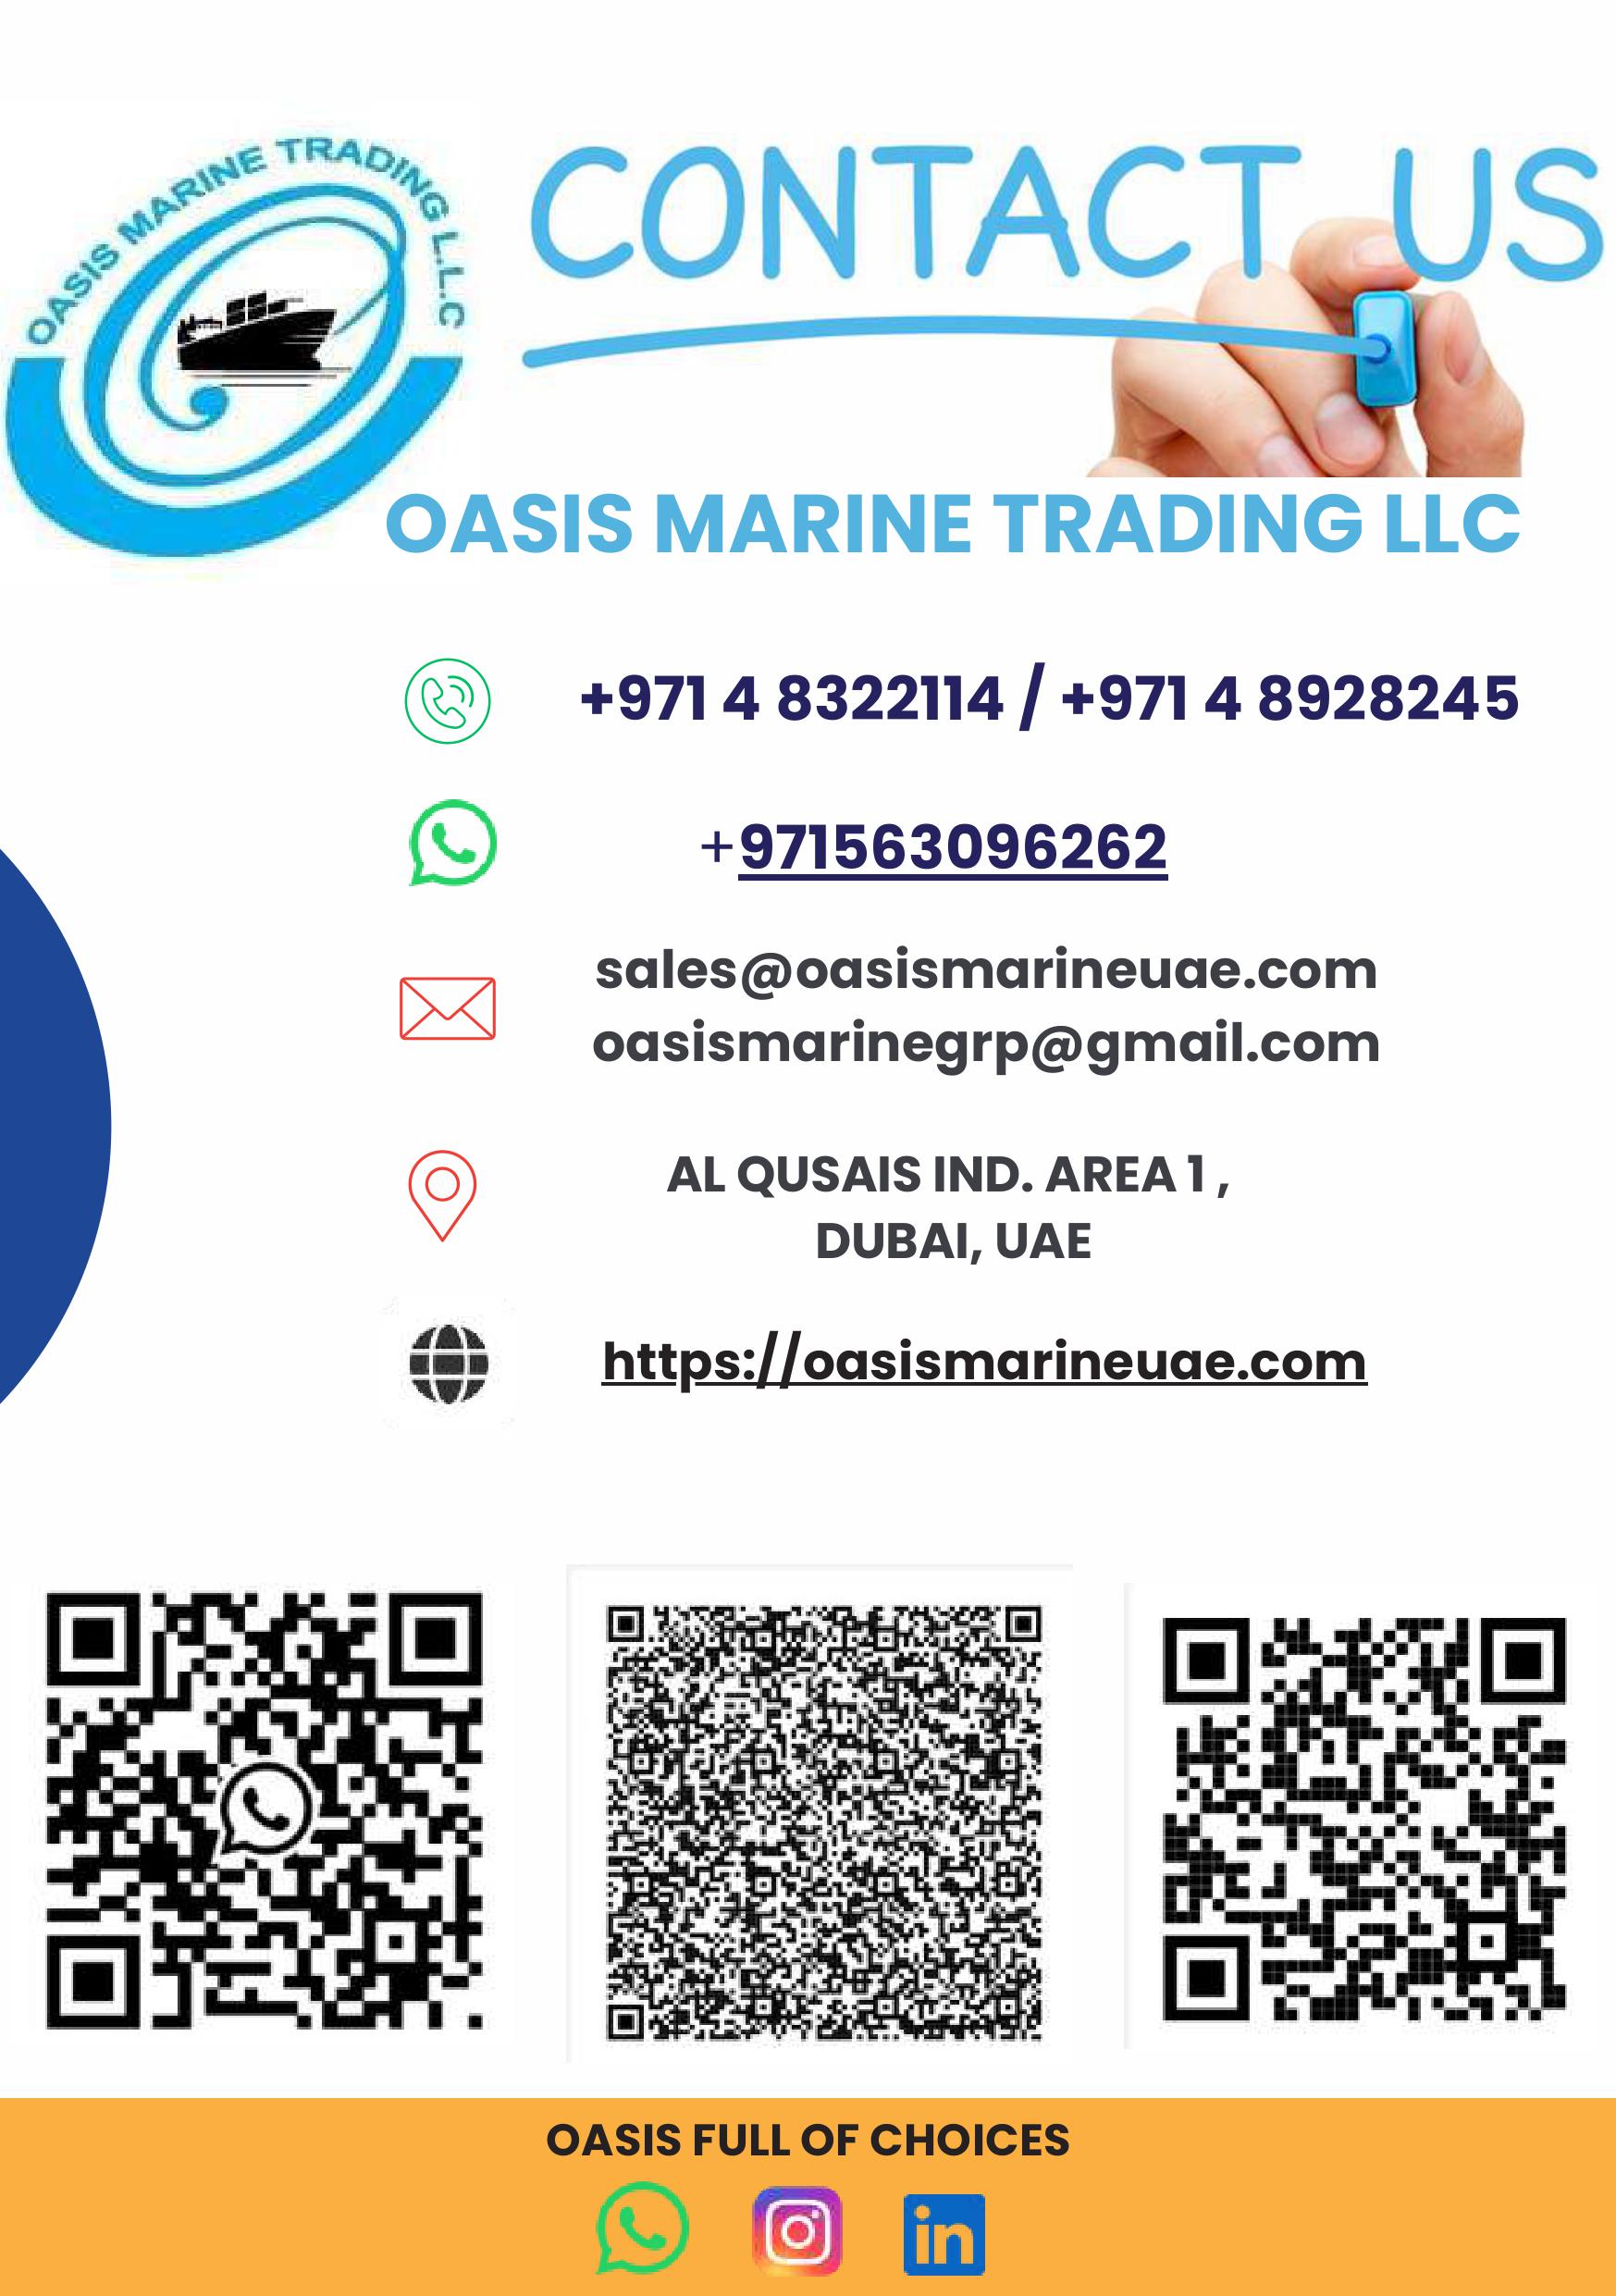 OASIS MARINE TRADING L.L.C
CONTACT US
OASIS MARINE TRADING LLC
+971 4 8322114 / +971 4 8928245
+971563096262
sales@oasismarineuae.com
oasismarinegrp@gmail.com
AL QUSAIS IND. AREA 1 ,
DUBAI, UAE
https://oasismarineuae.com
OASIS FULL OF CHOICES
in